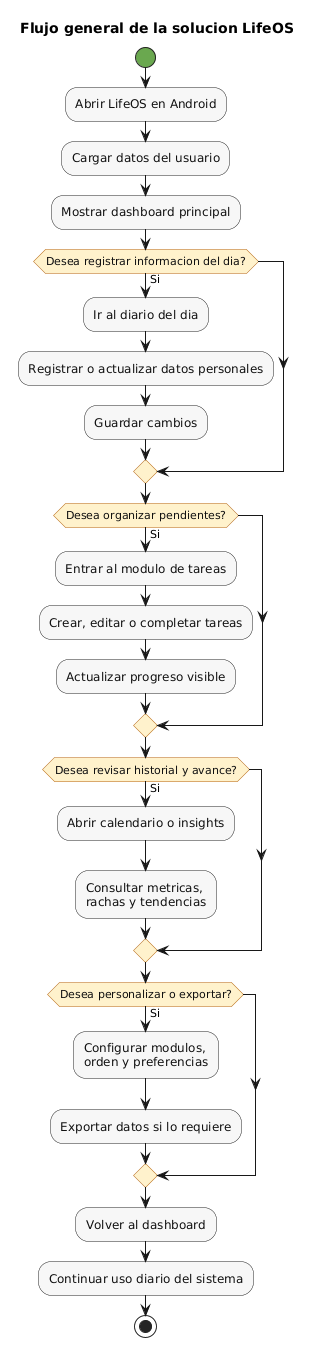 Flujo general de la solucion LifeOS
Abrir LifeOS en Android
Cargar datos del usuario
Mostrar dashboard principal
Desea registrar informacion del dia?
Si
Ir al diario del dia
Registrar o actualizar datos personales
Guardar cambios
Desea organizar pendientes?
Si
Entrar al modulo de tareas
Crear, editar o completar tareas
Actualizar progreso visible
Desea revisar historial y avance?
Si
Abrir calendario o insights
Consultar metricas,
rachas y tendencias
Desea personalizar o exportar?
Si
Configurar modulos,
orden y preferencias
Exportar datos si lo requiere
Volver al dashboard
Continuar uso diario del sistema